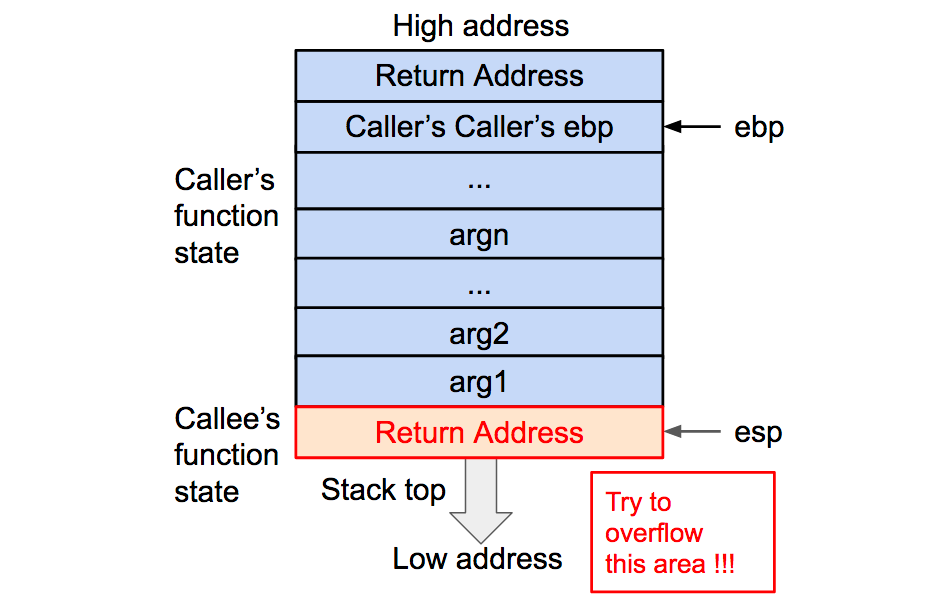 High address
Return Address
Caller’s Caller’s ebp
ebp
...
Caller’s
function
state
argn
...
arg2
arg1
Callee’s
function
state
Return Address
esp
Stack top
Low address
Try to
overflow
this area !!!